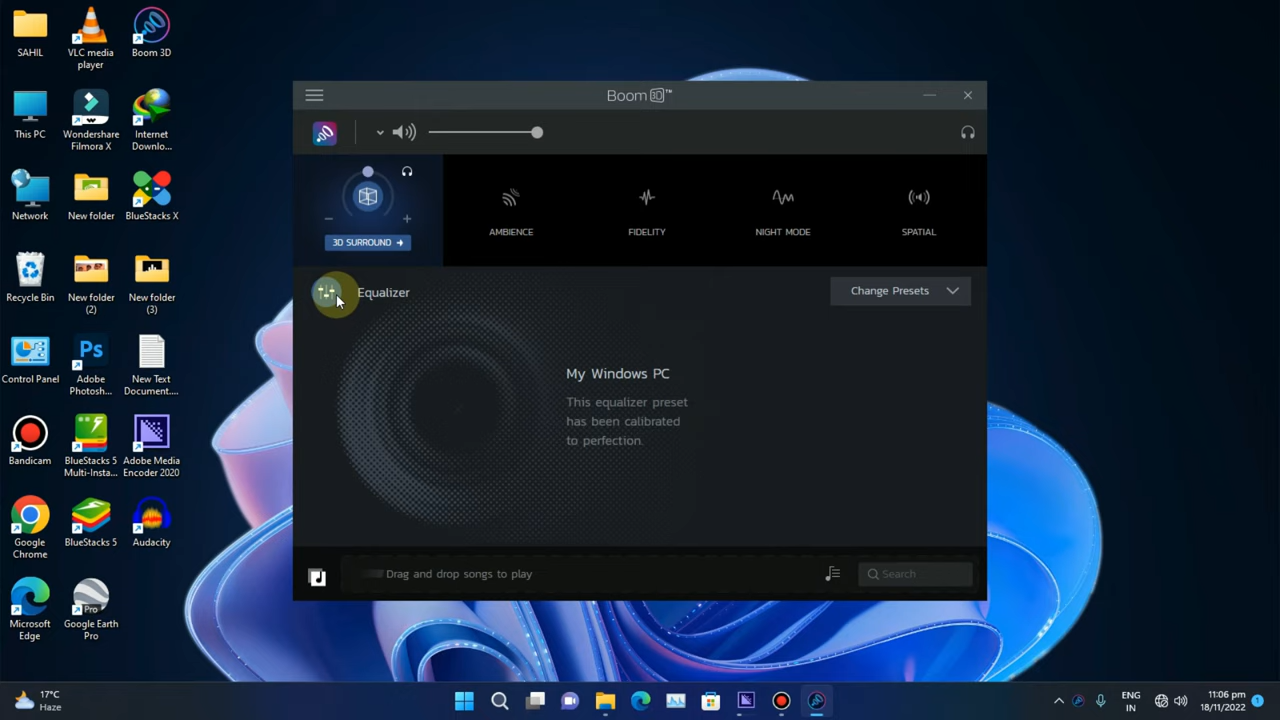 SAHIL
VLC media
player
Boom 3D
This PC
Wondershare
Filmora X
Internet
Downlo...
Network
New folder
BlueStacks X
Recycle Bin
New folder
(2)
New folder
(3)
Control Panel
Ps
Adobe
Photosh...
New Text
Document....
Bandicam
BlueStacks 5
Multi-Insta...
Adobe Media
Encoder 2020
Google
Chrome
BlueStacks 5
Audacity
Microsoft
Edge
Pro
Google Earth
Pro
Boom 3D™
3D SURROUND
AMBIENCE
FIDELITY
NIGHT MODE
SPATIAL
Equalizer
Change Presets
My Windows PC
This equalizer preset
has been calibrated
to perfection.
Drag and drop songs to play
Search
17°C
Haze
ENG
IN
11:06 pm
18/11/2022
1